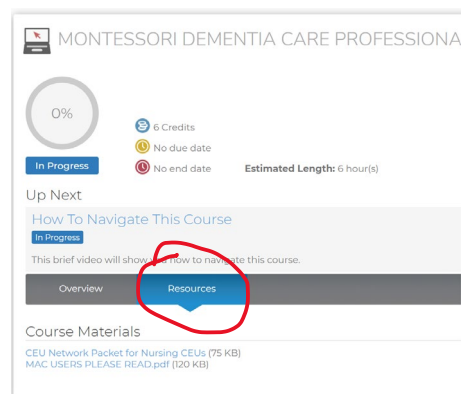 MONTESSORI DEMENTIA CARE PROFESSIONA
0%
6 Credits
No due date
In Progress
No end date
Estimated Length: 6 hour(s)
Up Next
How To Navigate This Course
In Progress
This brief video will show you how to navigate this course.
Overview
Resources
Course Materials
CEU Network Packet for Nursing CEUs (75 KB)
MAC USERS PLEASE READ.pdf (120 KB)